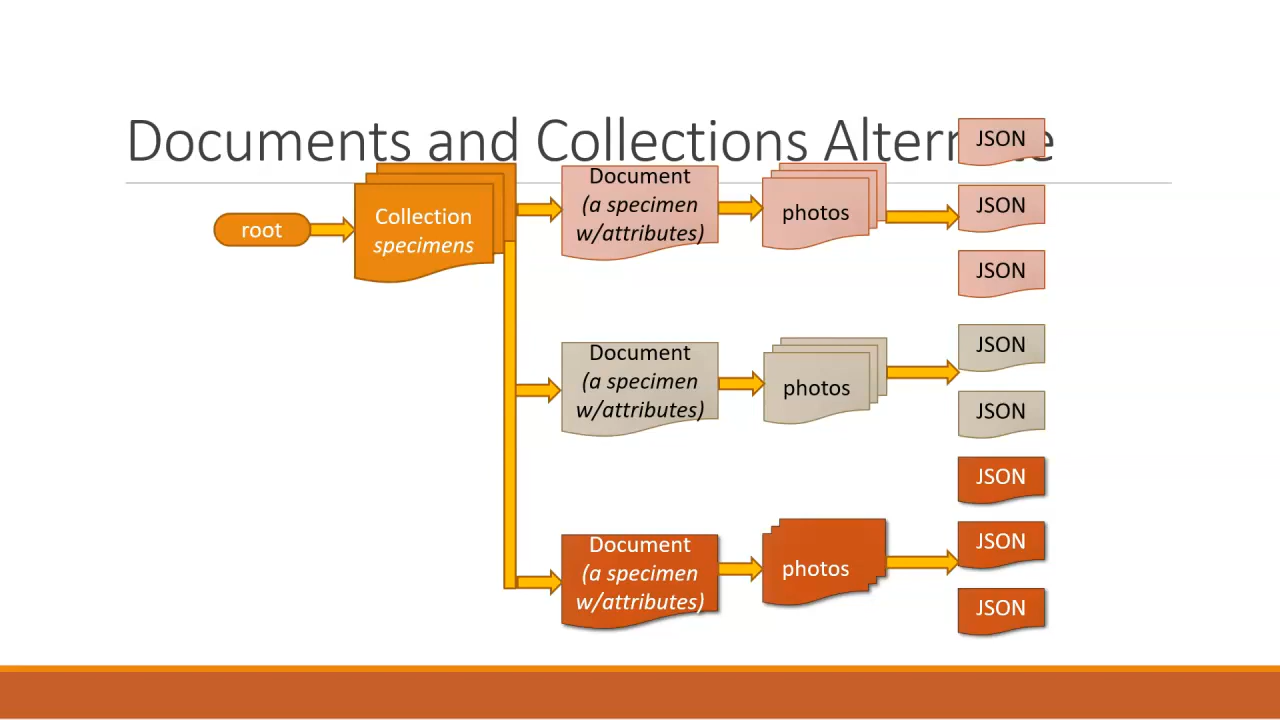 Documents and Collections Alternate
root
Collection
specimens
Document
(a specimen
w/attributes)
photos
JSON
JSON
JSON
Document
(a specimen
w/attributes)
photos
JSON
JSON
Document
(a specimen
w/attributes)
photos
JSON
JSON
JSON